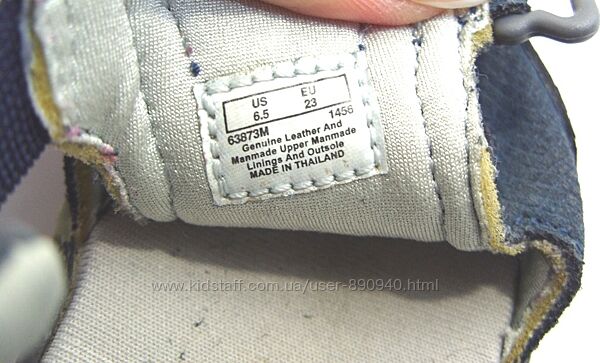 US EU
6.5 23
63873M 1456
Genuine Leather And
Manmade Upper Manmade
Linings And Outsole
MADE IN THAILAND
www.kidstaff.com.ua/user-890940.html